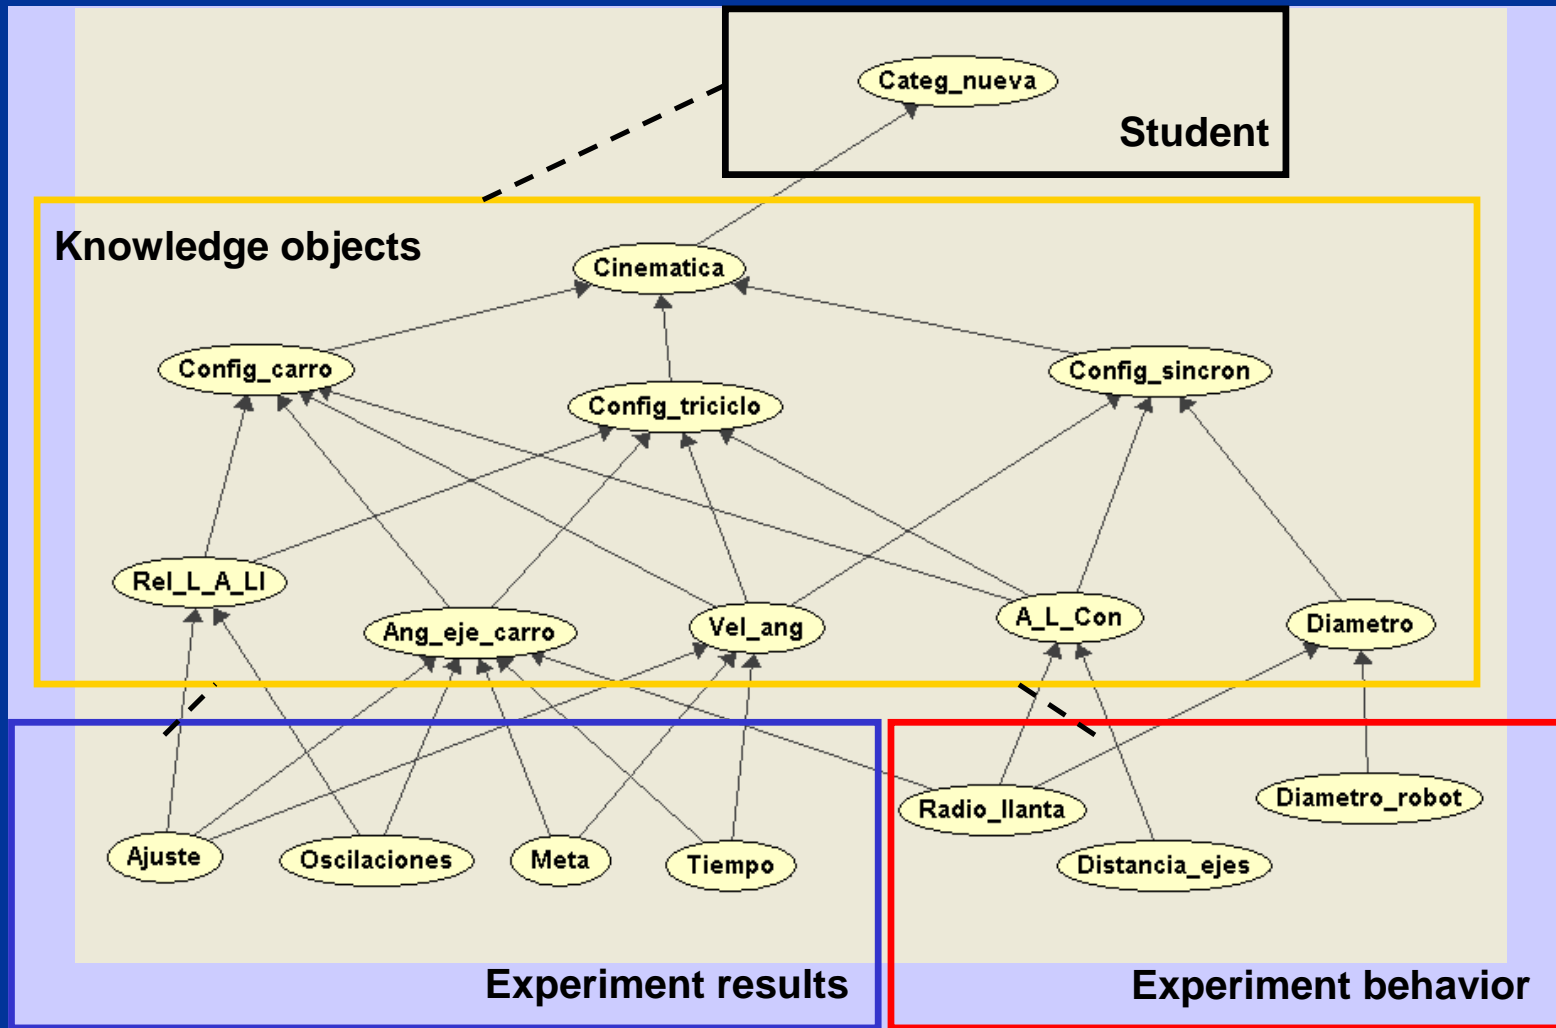 Categ_nueva
Student
Knowledge objects
Cinematica
Config_carro
Config_triciclo
Config_sincron
Rel_L_A_Ll
Ang_eje_carro
Vel_ang
A_L_Con
Diametro
Ajuste
Oscilaciones
Meta
Tiempo
Radio_llanta
Distancia_ejes
Diametro_robot
Experiment results
Experiment behavior